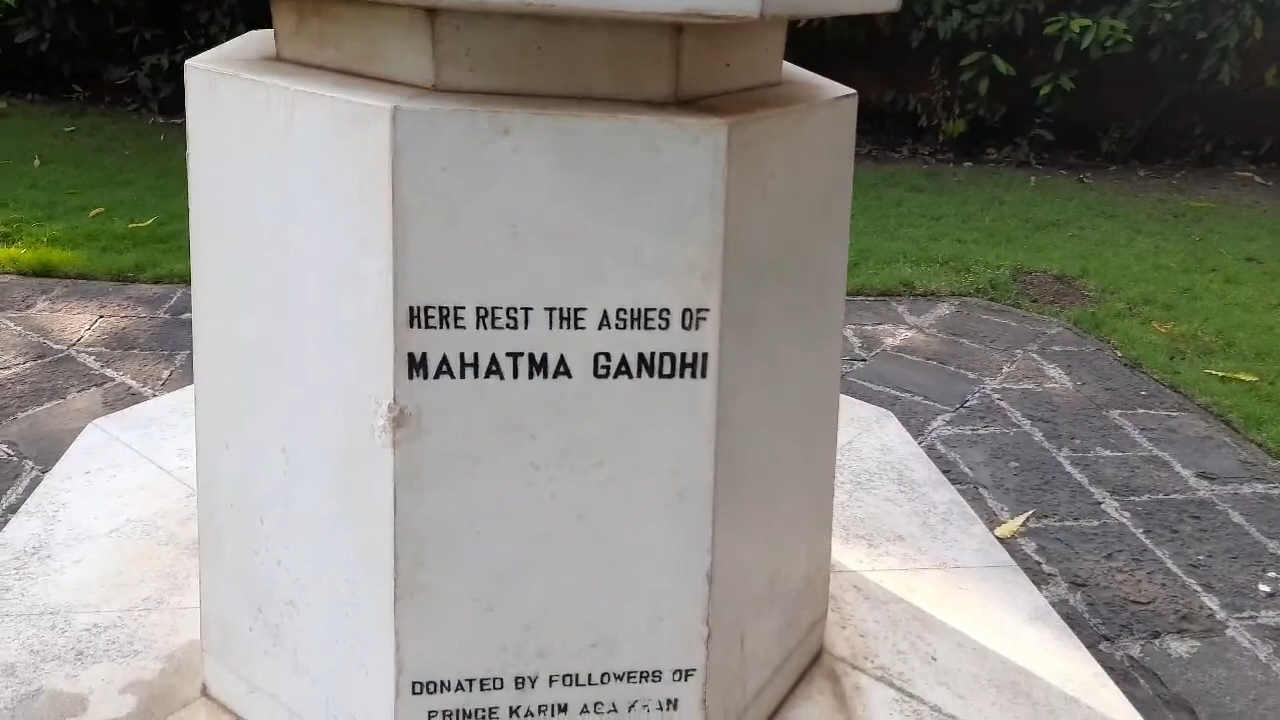 HERE REST THE ASHES OF
MAHATMA GANDHI
DONATED BY FOLLOWERS OF
PRINCE KARIM AGA KHAN